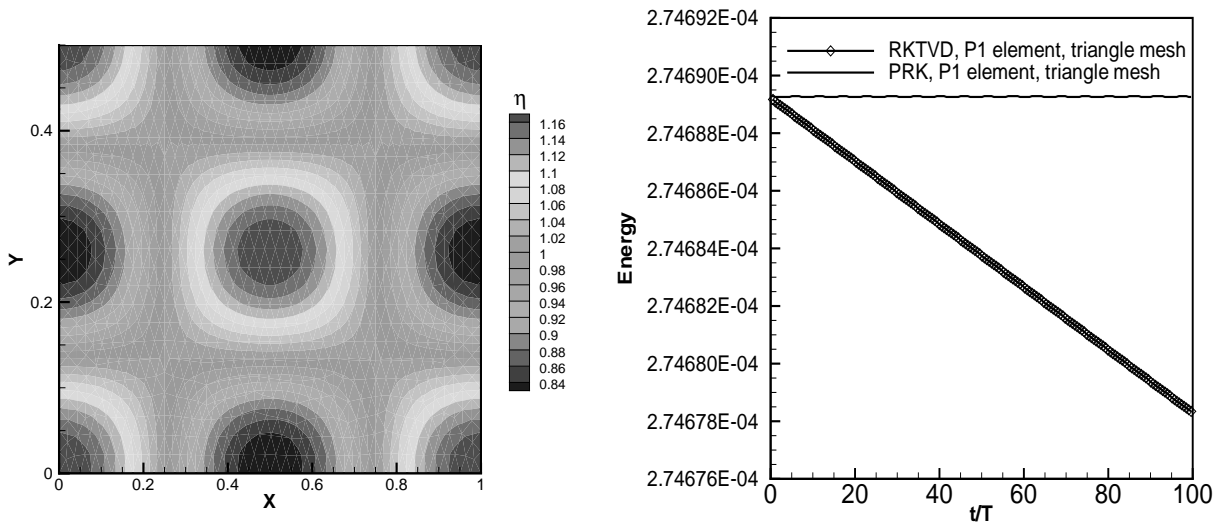 η
1.16
1.14
1.12
1.1
1.08
1.06
1.04
1.02
1
0.98
0.96
0.94
0.92
0.9
0.88
0.86
0.84
Y
0.4
0.2
0
0 0.2 0.4 0.6 0.8 1
X
2.74692E-04
2.74690E-04
2.74688E-04
2.74686E-04
2.74684E-04
2.74682E-04
2.74680E-04
2.74678E-04
2.74676E-04
Energy
RKTVD, P1 element, triangle mesh
PRK, P1 element, triangle mesh
0 20 40 60 80 100
t/T